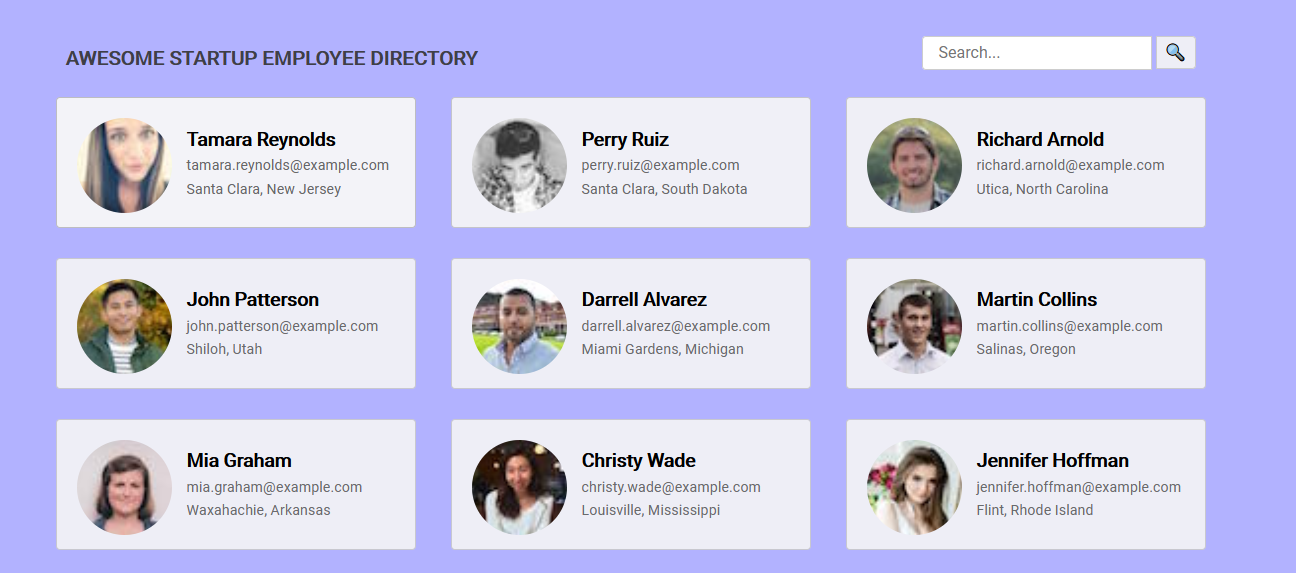 AWESOME STARTUP EMPLOYEE DIRECTORY
Search...
Tamara Reynolds
tamara.reynolds@example.com
Santa Clara, New Jersey
Perry Ruiz
perry.ruiz@example.com
Santa Clara, South Dakota
Richard Arnold
richard.arnold@example.com
Utica, North Carolina
John Patterson
john.patterson@example.com
Shiloh, Utah
Darrell Alvarez
darrell.alvarez@example.com
Miami Gardens, Michigan
Martin Collins
martin.collins@example.com
Salinas, Oregon
Mia Graham
mia.graham@example.com
Waxahachie, Arkansas
Christy Wade
christy.wade@example.com
Louisville, Mississippi
Jennifer Hoffman
jennifer.hoffman@example.com
Flint, Rhode Island